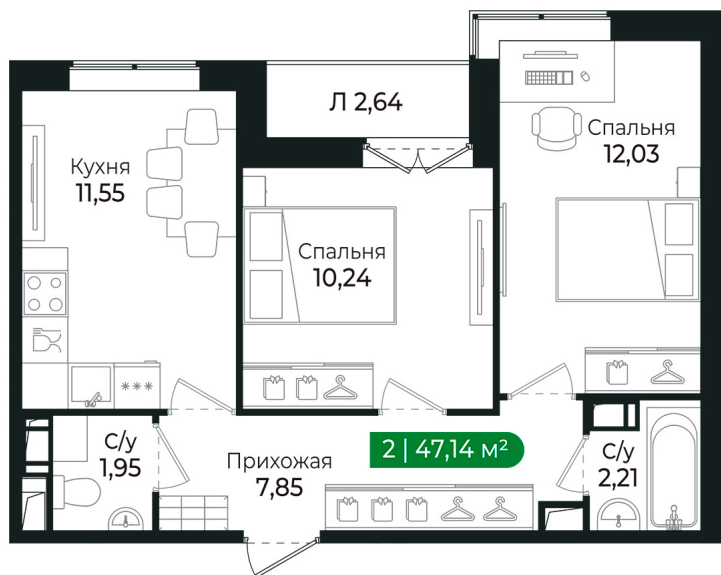 Л 2,64
Спальня
12,03
Кухня
11,55
Спальня
10,24
2 | 47,14 м²
С/у
1,95
Прихожая
7,85
С/у
2,21